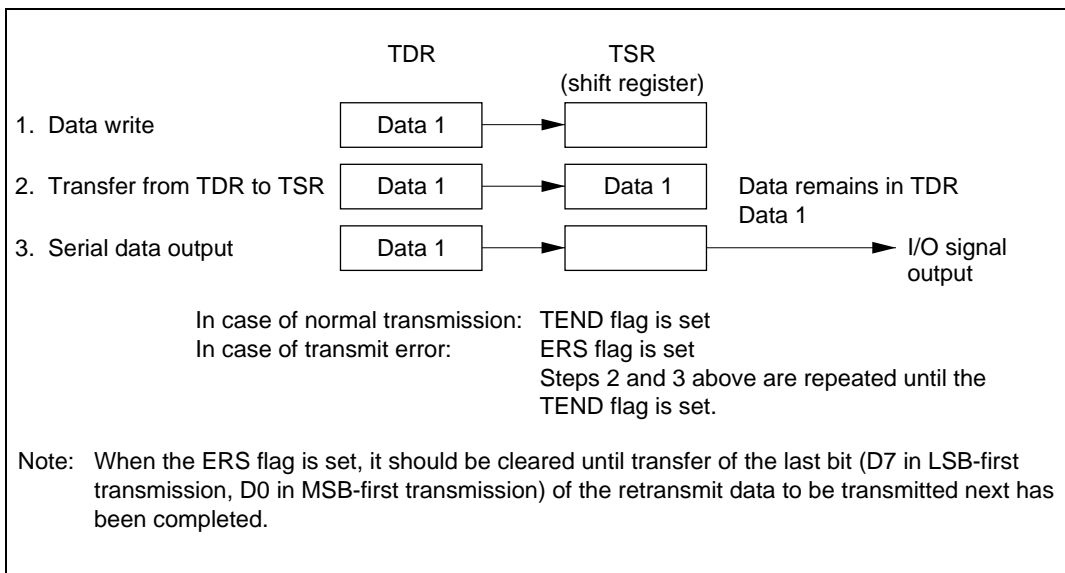 TDR TSR
(shift register)
1. Data write Data 1
2. Transfer from TDR to TSR Data 1 Data 1 Data remains in TDR
Data 1
3. Serial data output Data 1 I/O signal
output
In case of normal transmission: TEND flag is set
In case of transmit error: ERS flag is set
Steps 2 and 3 above are repeated until the
TEND flag is set.
Note: When the ERS flag is set, it should be cleared until transfer of the last bit (D7 in LSB-first
transmission, D0 in MSB-first transmission) of the retransmit data to be transmitted next has
been completed.